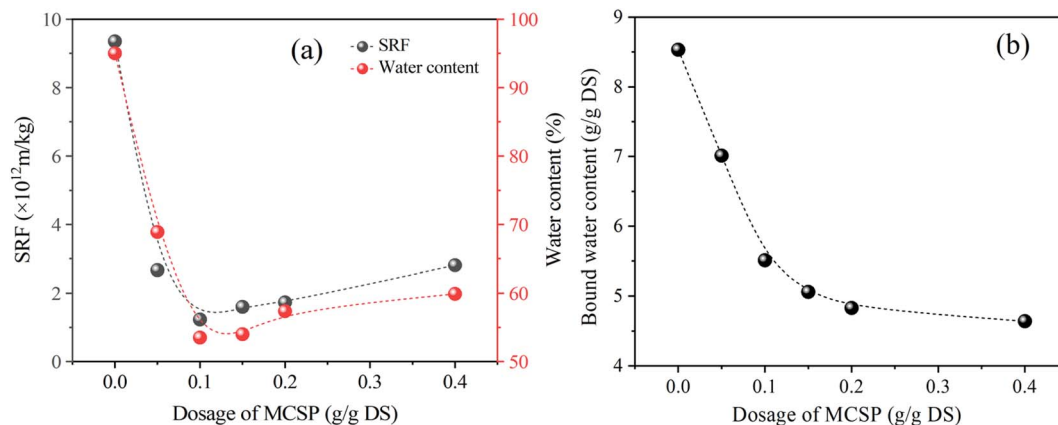 (a)
SRF
Water content
SRF (×10¹²m/kg)
10
8
6
4
2
0
Water content (%)
100
90
80
70
60
50
0.0 0.1 0.2 0.3 0.4
Dosage of MCSP (g/g DS)
(b)
Bound water content (g/g DS)
9
8
7
6
5
4
0.0 0.1 0.2 0.3 0.4
Dosage of MCSP (g/g DS)